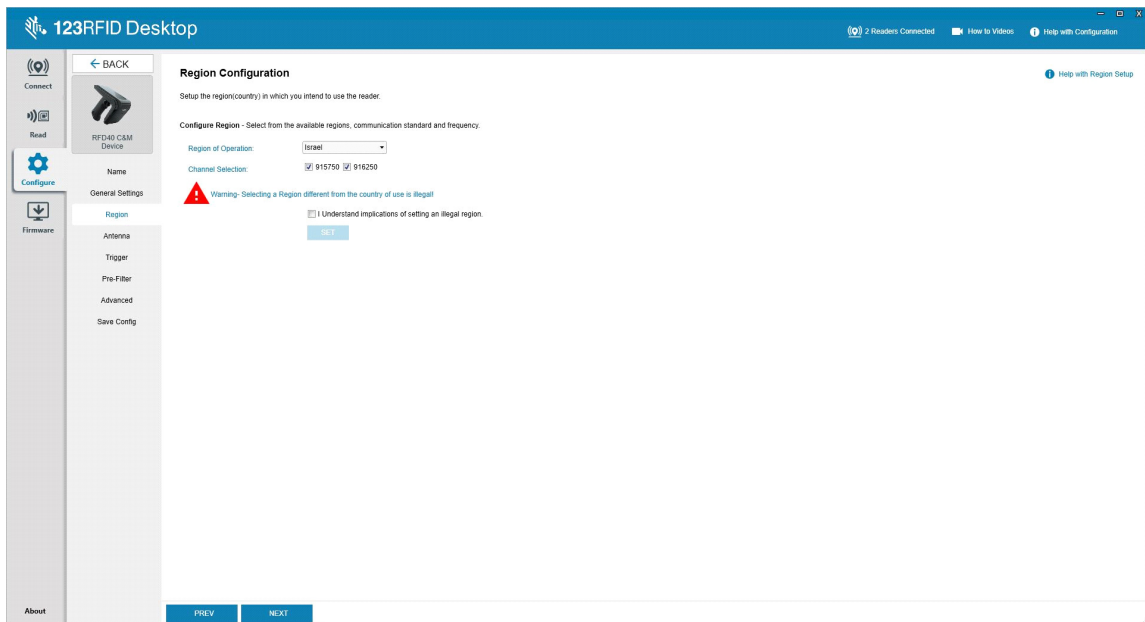 123RFID Desktop
2 Readers Connected
How to Videos
Help with Configuration
Connect
Read
Configure
Firmware
About
BACK
RFD40 C&M
Device
Name
General Settings
Region
Antenna
Trigger
Pre-Filter
Advanced
Save Config
Region Configuration
Help with Region Setup
Setup the region(country) in which you intend to use the reader.
Configure Region - Select from the available regions, communication standard and frequency.
Region of Operation: Israel
Channel Selection: 915750 916250
Warning- Selecting a Region different from the country of use is illegal!
I Understand implications of setting an illegal region.
SET
PREV NEXT